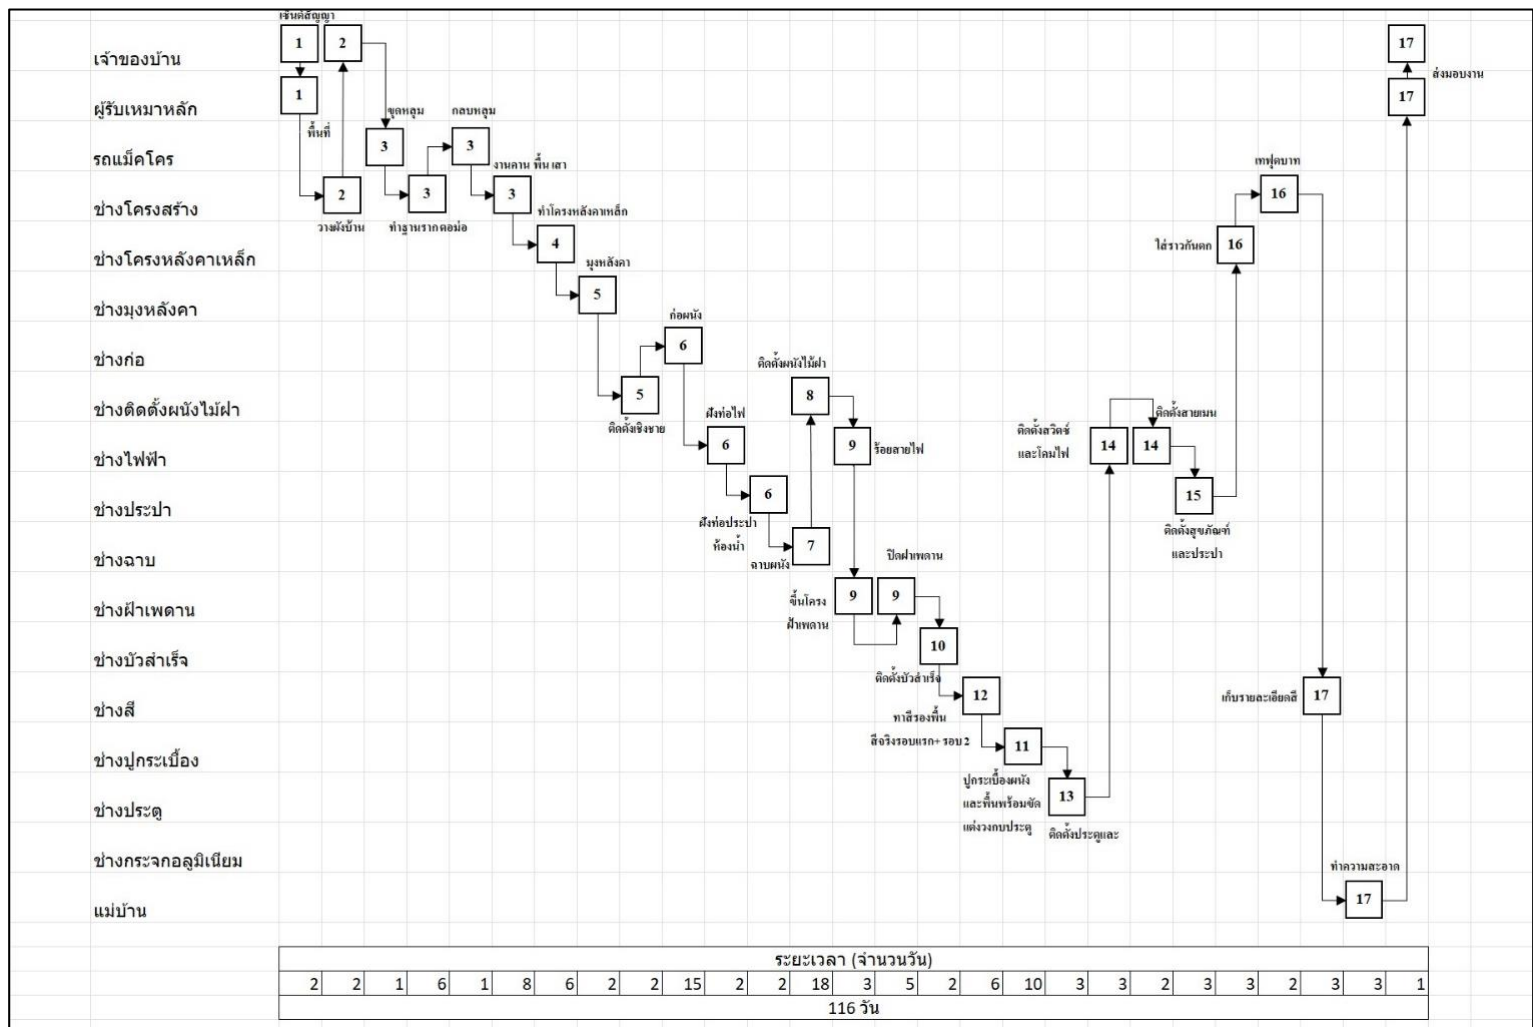 เซ็นต์สัญญา
เจ้าของบ้าน
1
2
17
ส่งมอบงาน
ผู้รับเหมาหลัก
1
17
พื้นที่
ขุดหลุม
กลบหลุม
รถแม็คโคร
3
3
งานคาน พื้น เสา
เทฟุตบาท
ช่างโครงสร้าง
2
3
3
16
วางผังบ้าน
ทำฐานรากตอม่อ
ทำโครงหลังคาเหล็ก
ช่างโครงหลังคาเหล็ก
4
ใส่ราวกันตก
16
มุงหลังคา
ช่างมุงหลังคา
5
ก่อผนัง
ช่างก่อ
6
ติดตั้งผนังไม้ฝา
ช่างติดตั้งผนังไม้ฝา
5
8
ติดตั้งเชิงชาย
ฝังท่อไฟ
ติดตั้งสวิตช์
และโคมไฟ
ติดตั้งสายเมน
ช่างไฟฟ้า
6
9
ร้อยสายไฟ
14
14
ช่างประปา
6
15
ฝังท่อประปา
ห้องน้ำ
ติดตั้งสุขภัณฑ์
และประปา
ช่างฉาบ
7
ฉาบผนัง
ปิดฝาเพดาน
ช่างฝ้าเพดาน
ขึ้นโครง
ฝ้าเพดาน
9
9
ช่างบัวสำเร็จ
10
ติดตั้งบัวสำเร็จ
ช่างสี
12
เก็บรายละเอียดสี
17
ทาสีรองพื้น
สีจริงรอบแรก+ รอบ 2
ช่างปูกระเบื้อง
11
ปูกระเบื้องผนัง
และพื้นพร้อมขัด
แต่งวงกบประตู
ช่างประตู
13
ติดตั้งประตูและ
ช่างกระจกอลูมิเนียม
ทำความสะอาด
แม่บ้าน
17
ระยะเวลา (จำนวนวัน)
2 2 1 6 1 8 6 2 2 15 2 2 18 3 5 2 6 10 3 3 2 3 3 2 3 3 1
116 วัน